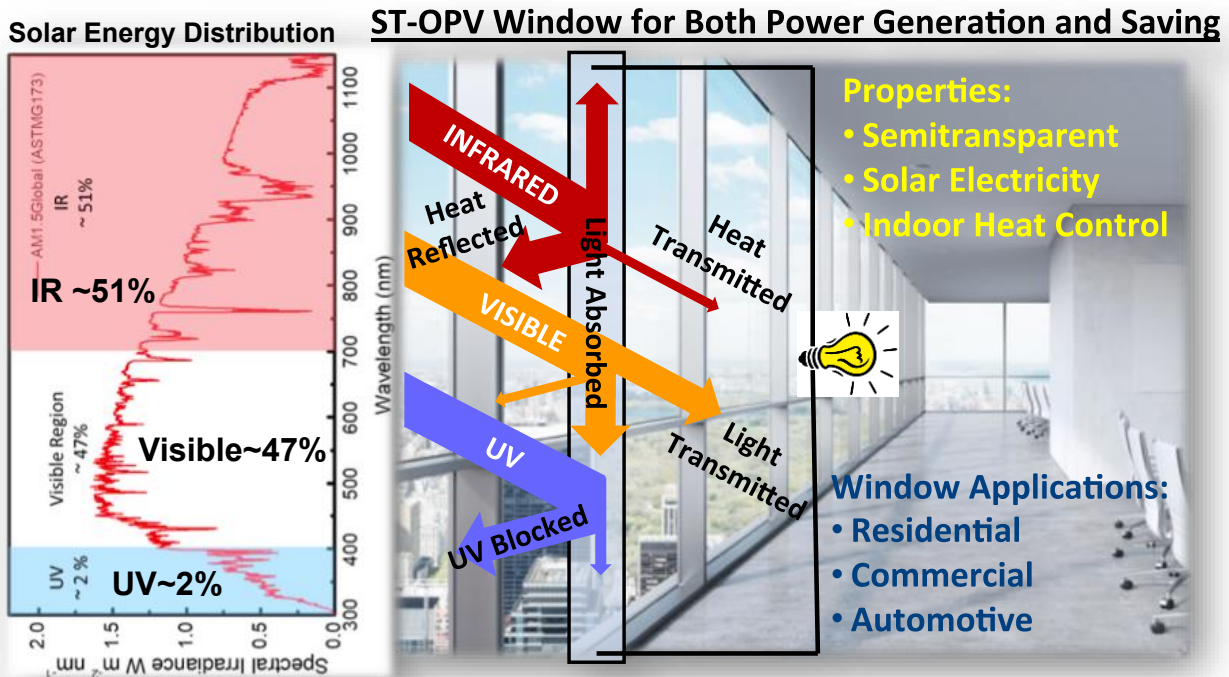 Solar Energy Distribution
ST-OPV Window for Both Power Generation and Saving
AM1.5Global (ASTMG173)
IR
~ 51%
IR ~51%
Visible Region
~ 47%
Visible~47%
UV
~ 2 %
UV~2%
1100
1000
900
800
700
600
500
400
300
Wavelength (nm)
2.0
1.5
1.0
0.5
0.0
Spectral Irradiance W m⁻² nm⁻¹
INFRARED
Heat
Reflected
VISIBLE
UV
UV Blocked
Light Absorbed
Heat
Transmitted
Light
Transmitted
Properties:
• Semitransparent
• Solar Electricity
• Indoor Heat Control
Window Applications:
• Residential
• Commercial
• Automotive